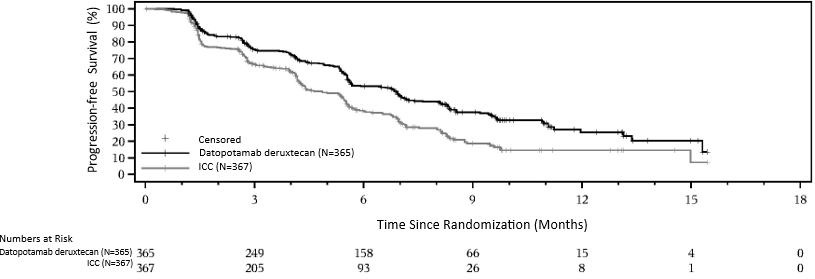 Progression-free Survival (%)
100
90
80
70
60
50
40
30
20
10
0
Censored
Datopotamab deruxtecan (N=365)
ICC (N=367)
0 3 6 9 12 15 18
Time Since Randomization (Months)
Numbers at Risk
Datopotamab deruxtecan (N=365) 365 249 158 66 15 4 0
ICC (N=367) 367 205 93 26 8 1 0